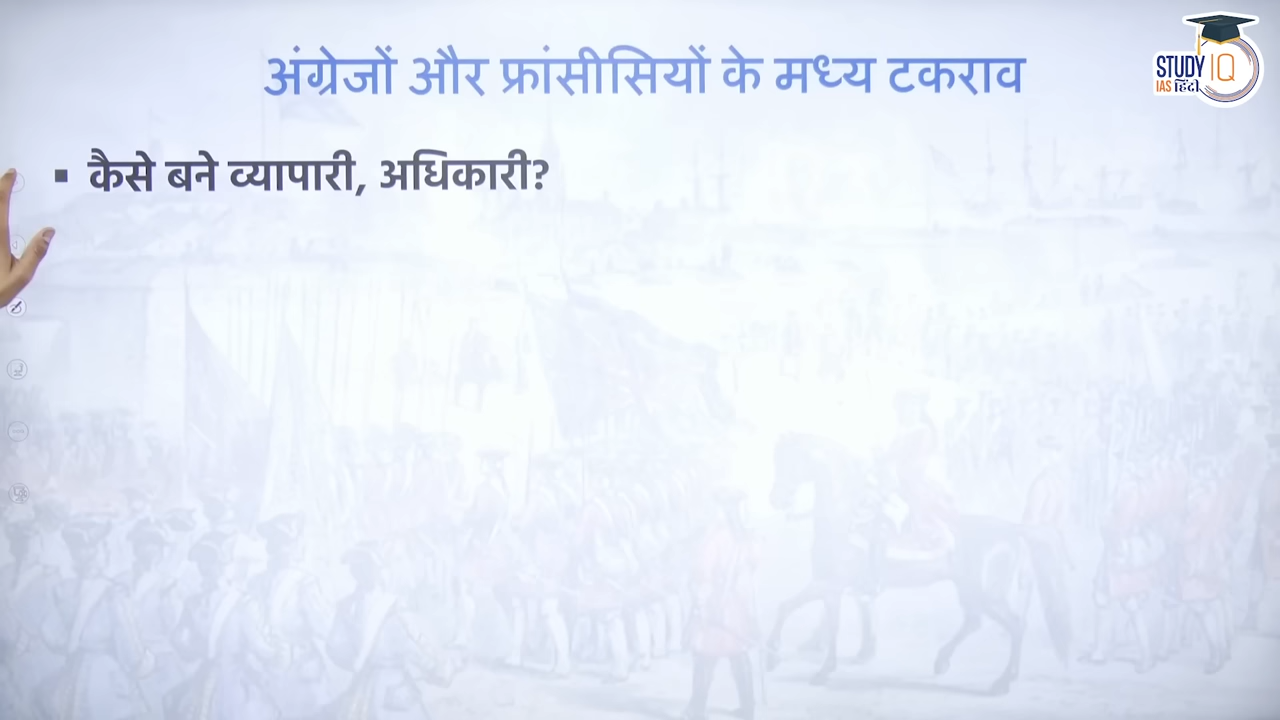 अंग्रेजों और फ्रांसीसियों के मध्य टकराव
STUDY IQ
IAS हिंदी
▪ कैसे बने व्यापारी, अधिकारी?